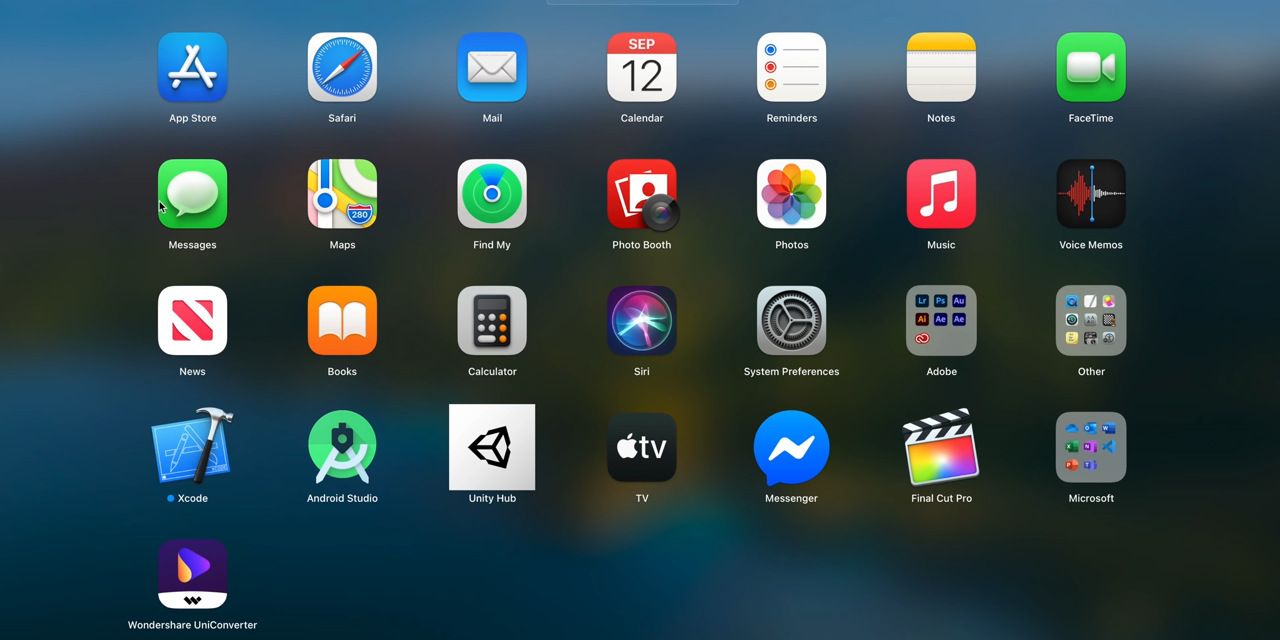 SEP
12
App Store
Safari
Mail
Calendar
Reminders
Notes
FaceTime
280
Messages
Maps
Find My
Photo Booth
Photos
Music
Voice Memos
Lr Ps Au
Ai Ae Ae
News
Books
Calculator
Siri
System Preferences
Adobe
Other
tv
Xcode
Android Studio
Unity Hub
TV
Messenger
Final Cut Pro
Microsoft
Wondershare UniConverter